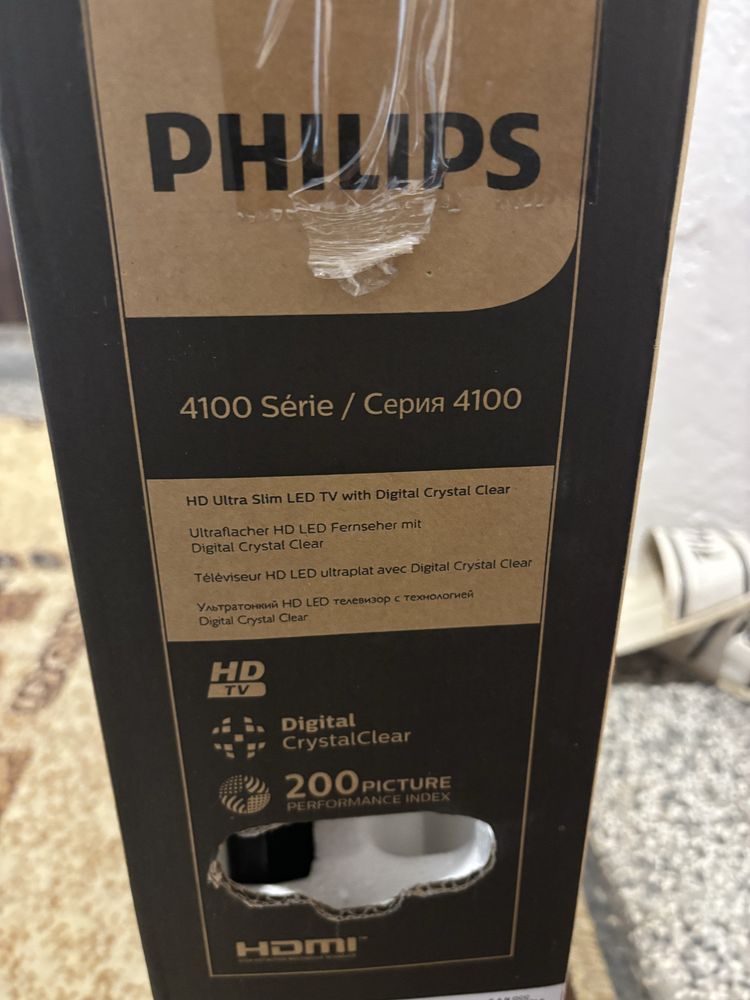 PHILIPS
4100 Série / Серия 4100
HD Ultra Slim LED TV with Digital Crystal Clear
Ultraflacher HD LED Fernseher mit
Digital Crystal Clear
Téléviseur HD LED ultraplat avec Digital Crystal Clear
Ультратонкий HD LED телевизор с технологией
Digital Crystal Clear
HD
TV
Digital
CrystalClear
200 PICTURE
PERFORMANCE INDEX
HDMI™